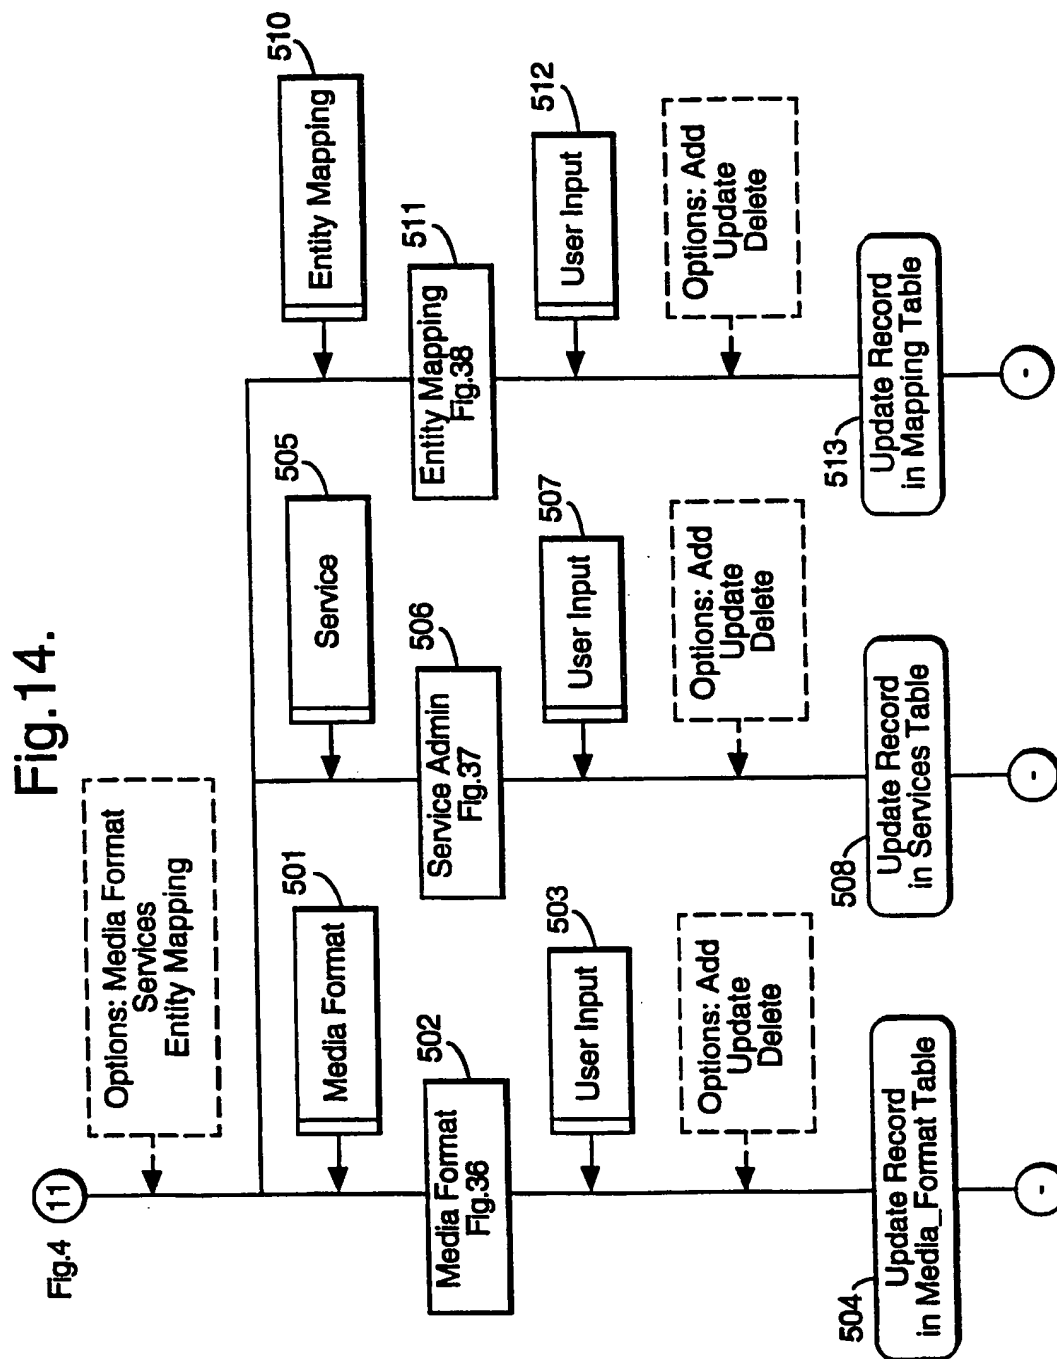 Fig.14.
Fig.4
11
Options: Media Format
Services
Entity Mapping
Media Format
501
Media Format
Fig.36
502
User Input
503
Options: Add
Update
Delete
504
Update Record
in Media_Format Table
-
Service
505
Service Admin
Fig.37
506
User Input
507
Options: Add
Update
Delete
508
Update Record
in Services Table
-
Entity Mapping
510
Entity Mapping
Fig.38
511
User Input
512
Options: Add
Update
Delete
513
Update Record
in Mapping Table
-